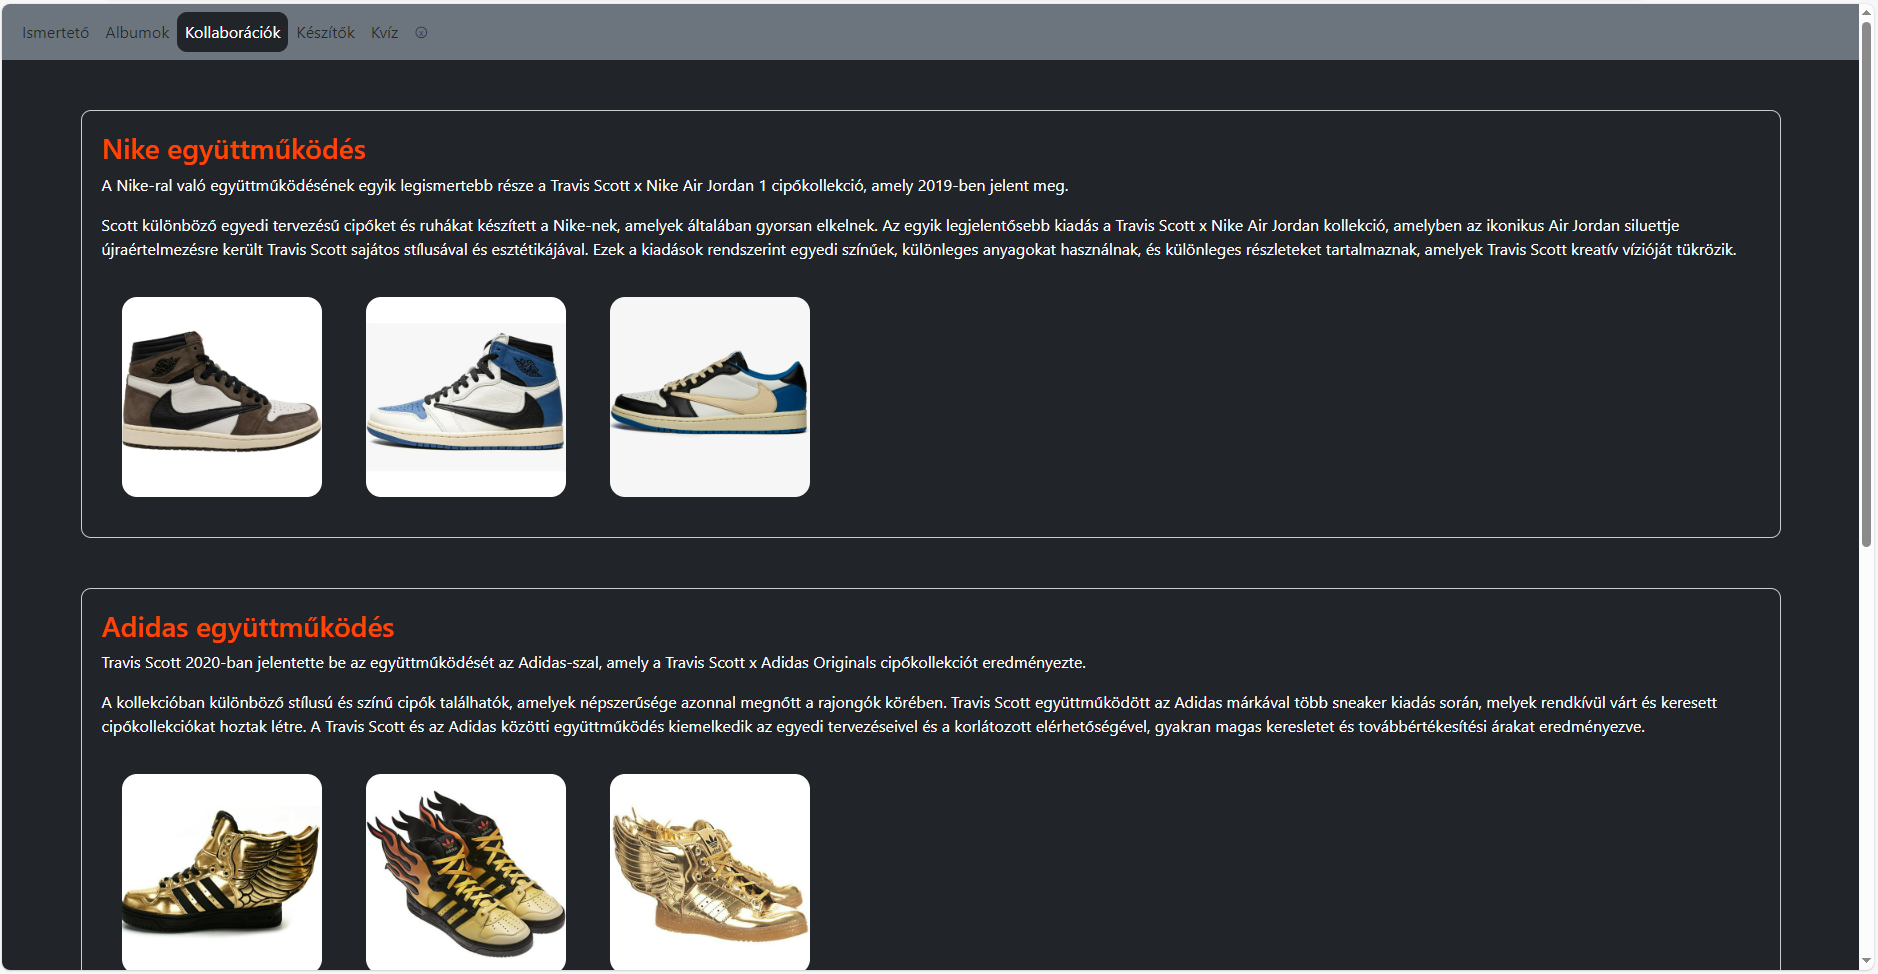 Ismertető Albumok Kollaborációk Készítők Kvíz
Nike együttműködés
A Nike-ral való együttműködésének egyik legismertebb része a Travis Scott x Nike Air Jordan 1 cipőkollekció, amely 2019-ben jelent meg.
Scott különböző egyedi tervezésű cipőket és ruhákat készített a Nike-nek, amelyek általában gyorsan elkelnek. Az egyik legjelentősebb kiadás a Travis Scott x Nike Air Jordan kollekció, amelyben az ikonikus Air Jordan siluettje
újraértelmezésre került Travis Scott sajátos stílusával és esztétikájával. Ezek a kiadások rendszerint egyedi színűek, különleges anyagokat használnak, és különleges részleteket tartalmaznak, amelyek Travis Scott kreatív vízióját tükrözik.
Adidas együttműködés
Travis Scott 2020-ban jelentette be az együttműködését az Adidas-szal, amely a Travis Scott x Adidas Originals cipőkollekciót eredményezte.
A kollekcióban különböző stílusú és színű cipők találhatók, amelyek népszerűsége azonnal megnőtt a rajongók körében. Travis Scott együttműködött az Adidas márkával több sneaker kiadás során, melyek rendkívül várt és keresett
cipőkollekciókat hoztak létre. A Travis Scott és az Adidas közötti együttműködés kiemelkedik az egyedi tervezéseivel és a korlátozott elérhetőségével, gyakran magas keresletet és továbbértékesítési árakat eredményezve.